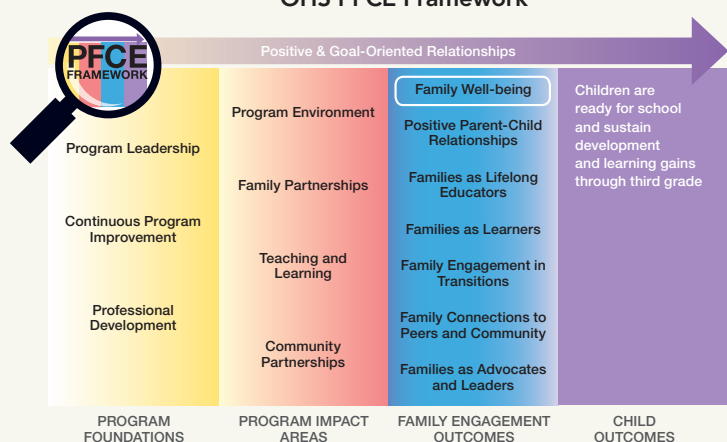 OHS PFCE Framework
Positive & Goal-Oriented Relationships
PFCE
FRAMEWORK
Program Leadership
Continuous Program
Improvement
Professional
Development
Program Environment
Family Partnerships
Teaching and
Learning
Community
Partnerships
Family Well-being
Positive Parent-Child
Relationships
Families as Lifelong
Educators
Families as Learners
Family Engagement in
Transitions
Family Connections to
Peers and Community
Families as Advocates
and Leaders
Children are
ready for school
and sustain
development
and learning gains
through third grade
PROGRAM
FOUNDATIONS
PROGRAM IMPACT
AREAS
FAMILY ENGAGEMENT
OUTCOMES
CHILD
OUTCOMES